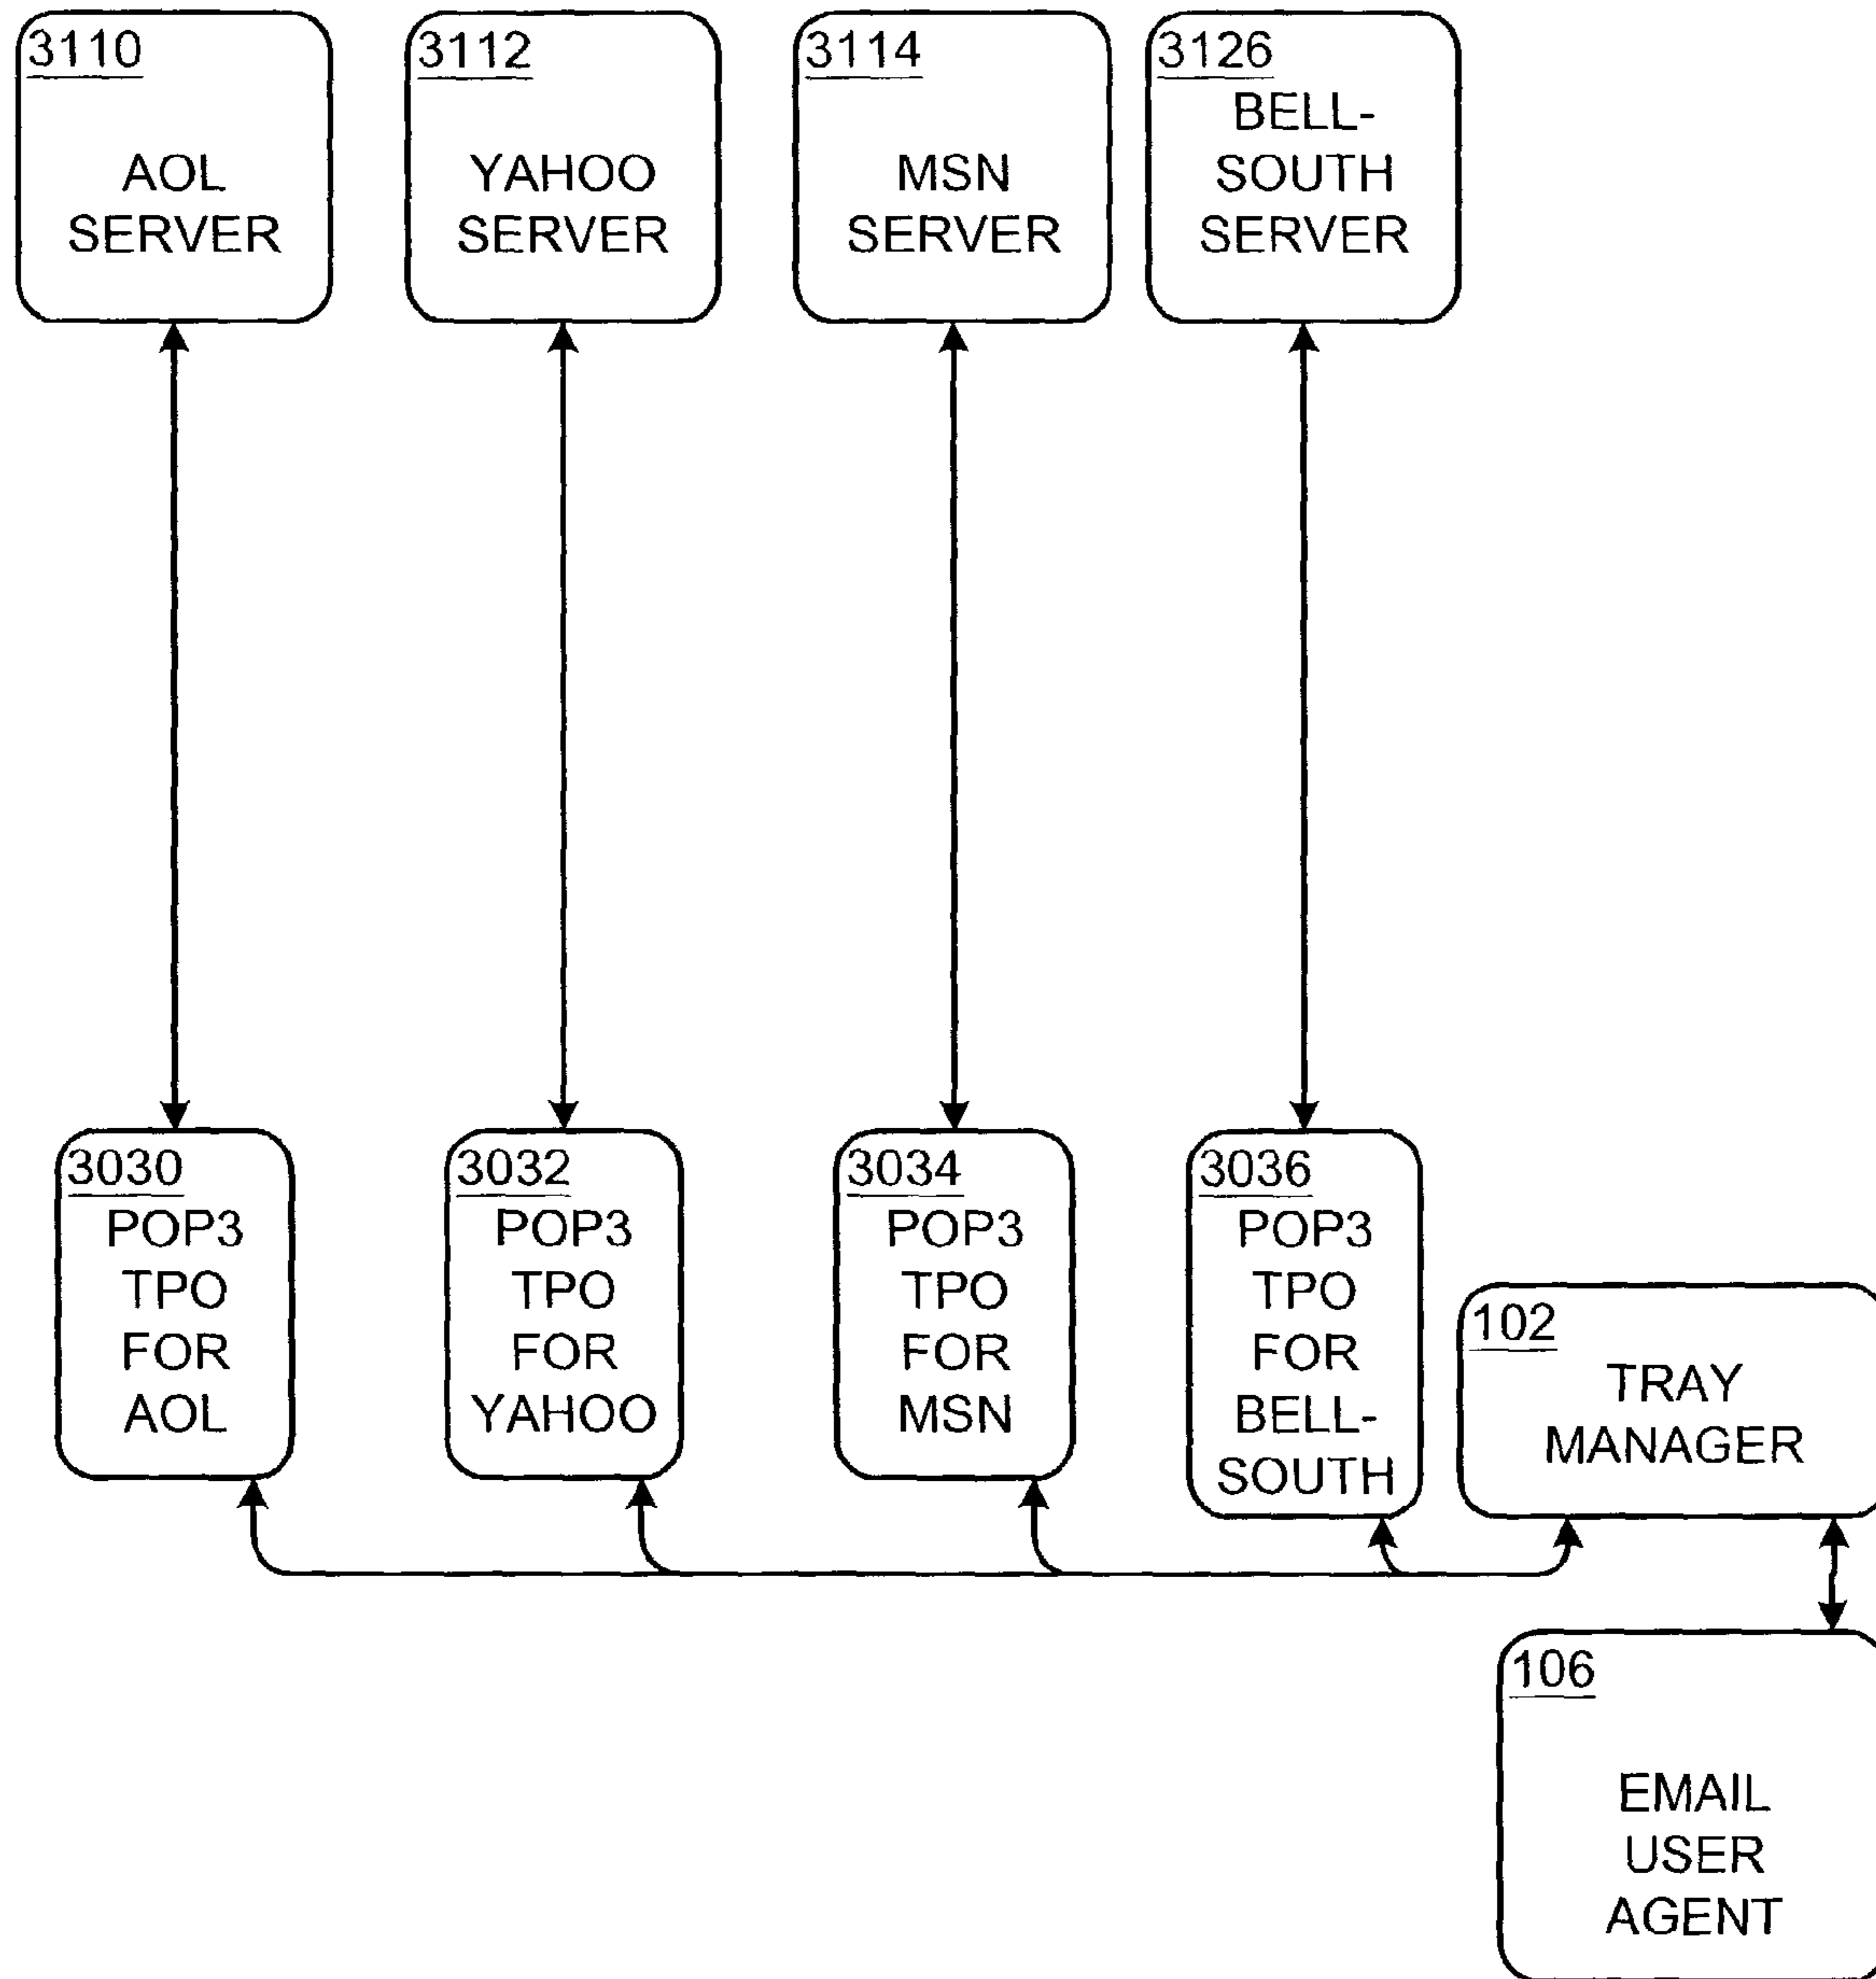 3110
AOL
SERVER
3112
YAHOO
SERVER
3114
MSN
SERVER
3126
BELL-
SOUTH
SERVER
3030
POP3
TPO
FOR
AOL
3032
POP3
TPO
FOR
YAHOO
3034
POP3
TPO
FOR
MSN
3036
POP3
TPO
FOR
BELL-
SOUTH
102
TRAY
MANAGER
106
EMAIL
USER
AGENT